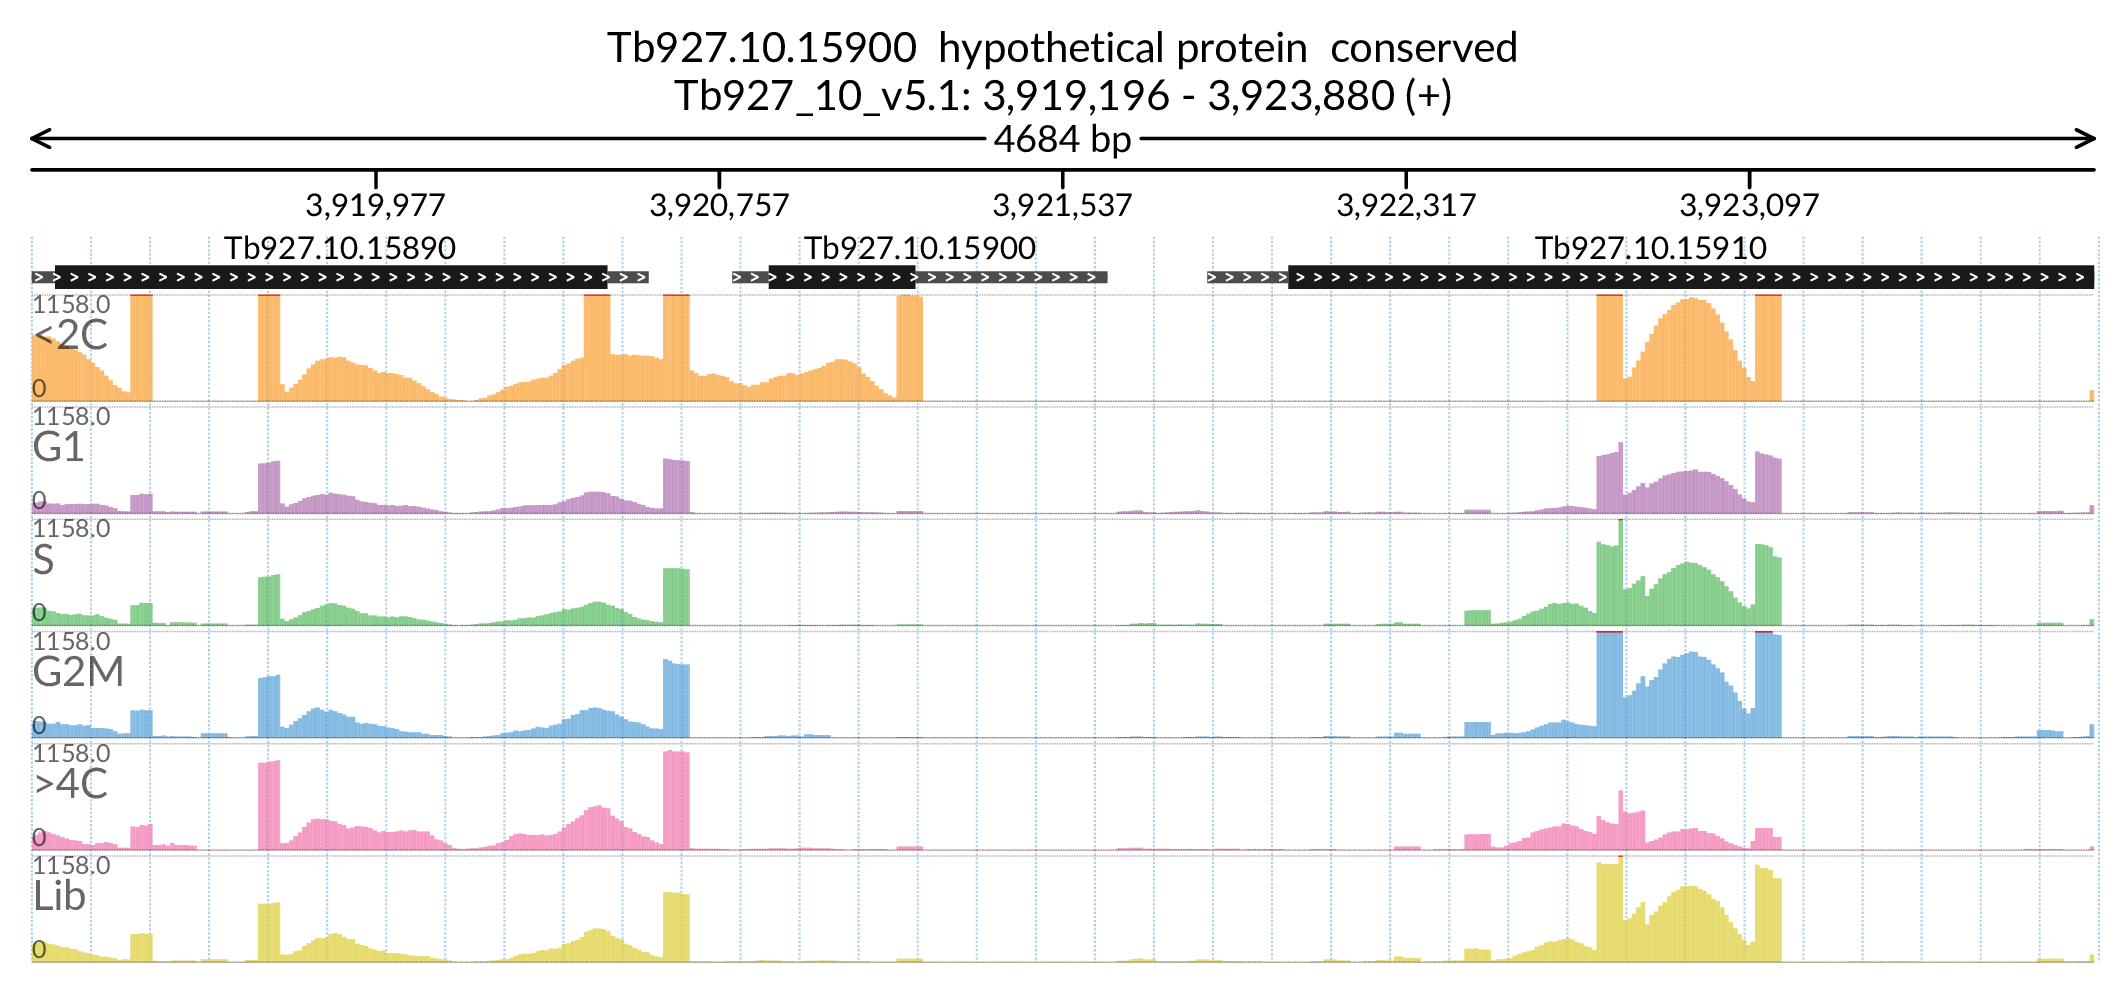 Tb927.10.15900  hypothetical protein  conserved
Tb927_10_v5.1: 3,919,196 - 3,923,880 (+)
4684 bp
3,919,977 3,920,757 3,921,537 3,922,317 3,923,097
Tb927.10.15890 Tb927.10.15900 Tb927.10.15910
1158.0
<2C
0
1158.0
G1
0
1158.0
S
0
1158.0
G2M
0
1158.0
>4C
0
1158.0
Lib
0